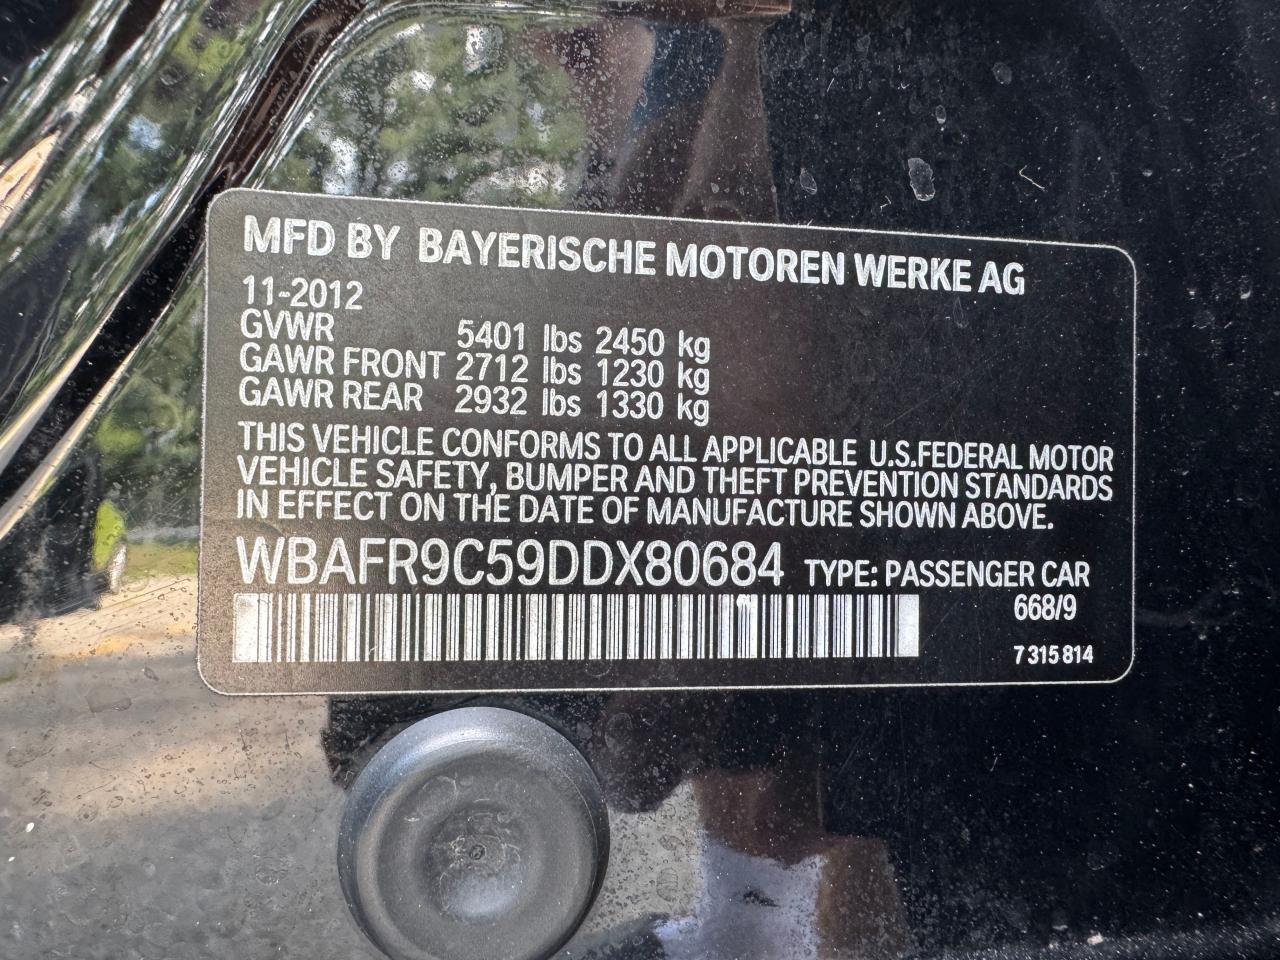 MFD BY BAYERISCHE MOTOREN WERKE AG
11-2012
GVWR 5401 lbs 2450 kg
GAWR FRONT 2712 lbs 1230 kg
GAWR REAR 2932 lbs 1330 kg
THIS VEHICLE CONFORMS TO ALL APPLICABLE U.S.FEDERAL MOTOR
VEHICLE SAFETY, BUMPER AND THEFT PREVENTION STANDARDS
IN EFFECT ON THE DATE OF MANUFACTURE SHOWN ABOVE.
WBAFR9C59DDX80684 TYPE: PASSENGER CAR
668/9
7 315 814